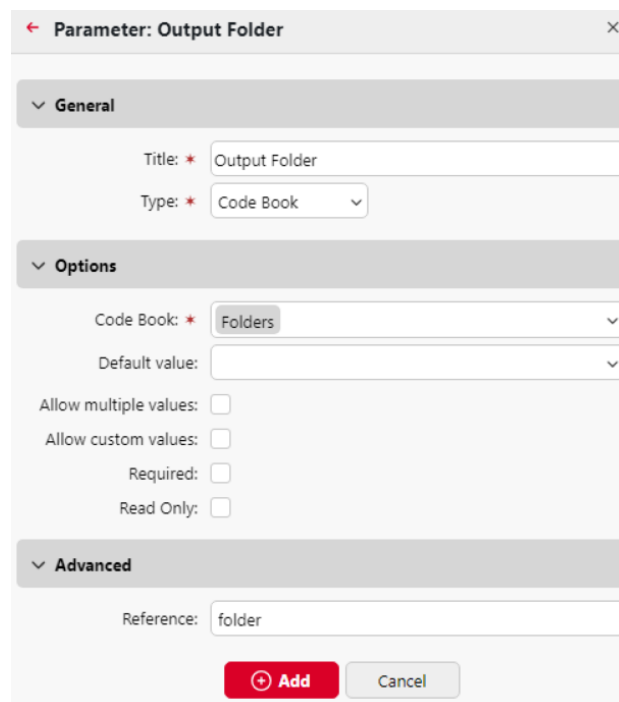 Parameter: Output Folder
General
Title: * Output Folder
Type: * Code Book
Options
Code Book: * Folders
Default value:
Allow multiple values:
Allow custom values:
Required:
Read Only:
Advanced
Reference: folder
Add Cancel